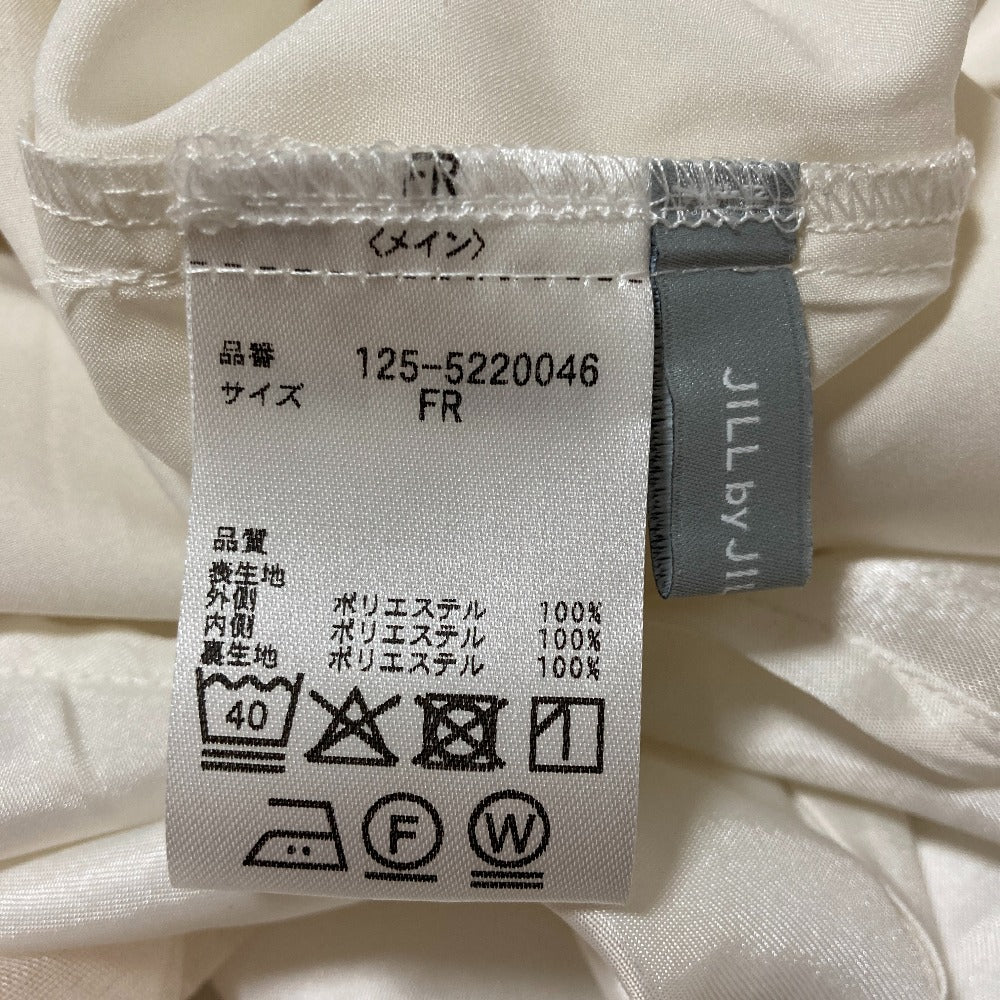 FR
〈メイン〉
品番 125-5220046
サイズ FR
品質
表生地
外側 ポリエステル 100%
内側 ポリエステル 100%
裏生地 ポリエステル 100%
40
F
W
JILL by JIL